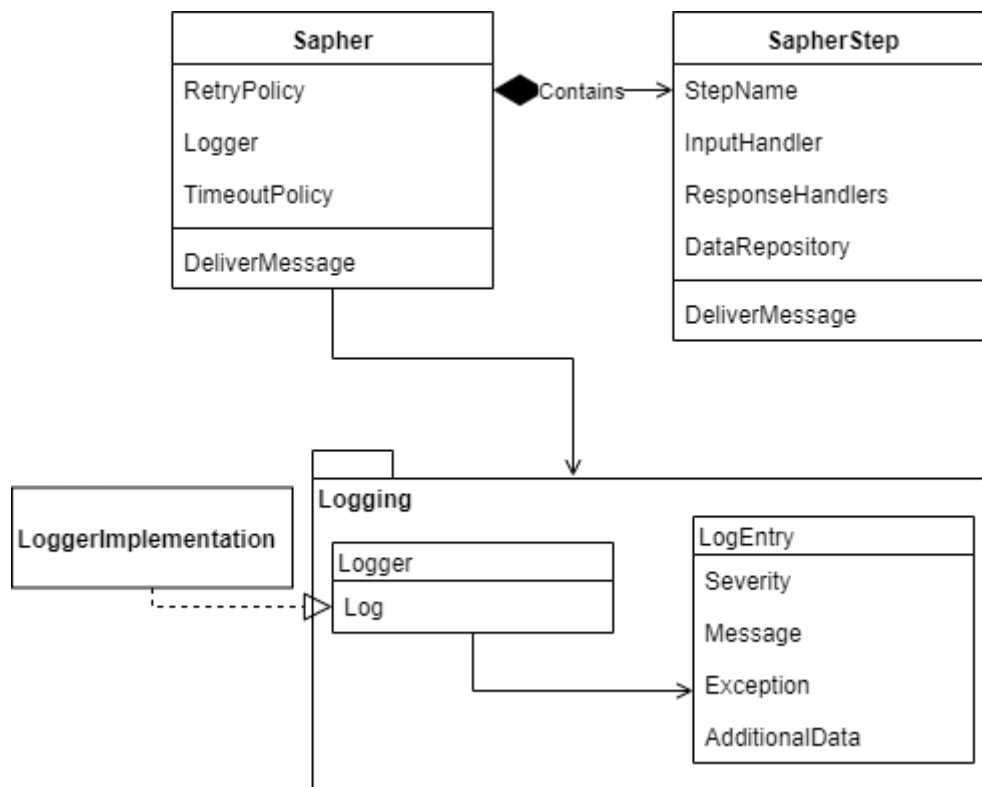 Sapher
RetryPolicy
Logger
TimeoutPolicy
DeliverMessage
Contains
SapherStep
StepName
InputHandler
ResponseHandlers
DataRepository
DeliverMessage
LoggerImplementation
Logging
Logger
Log
LogEntry
Severity
Message
Exception
AdditionalData